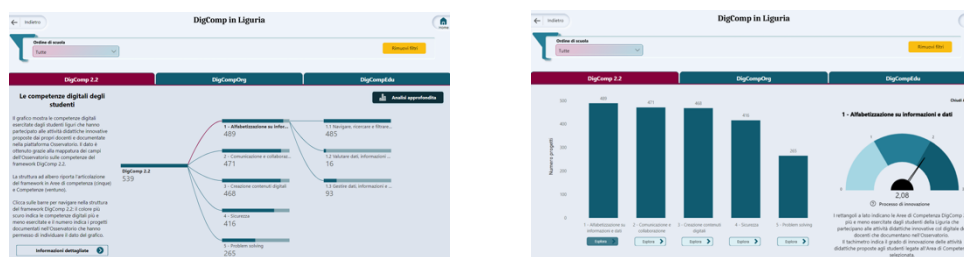 ← Indietro
DigComp in Liguria
Ordine di scuola
Tutte
Rimuovi filtri
DigComp 2.2
DigCompOrg
DigCompEdu
Le competenze digitali degli
studenti
Analisi approfondita
Il grafico mostra le competenze digitali
esercitate dagli studenti liguri che hanno
partecipato alle attività didattiche innovative
proposte dai propri docenti e documentate
nella piattaforma Osservatorio. Il dato è
ottenuto grazie alla mappatura dei campi
dell'Osservatorio sulle competenze del
framework DigComp 2.2.
La struttura ad albero riporta l'articolazione
del framework in Aree di competenza (cinque)
e Competenze (ventuno).
Clicca sulle barre per navigare nella struttura
del framework DigComp 2.2: il colore più
scuro indica le competenze digitali più e
meno esercitate e il numero indica i progetti
documentati nell'Osservatorio che hanno
permesso di individuare il dato del grafico.
Informazioni dettagliate
DigComp 2.2
539
1 - Alfabetizzazione su infor...
489
2 - Comunicazione e collaboraz...
471
3 - Creazione contenuti digitali
468
4 - Sicurezza
416
5 - Problem solving
265
1.1 Navigare, ricercare e filtrare...
485
1.2 Valutare dati, informazioni ...
16
1.3 Gestire dati, informazioni e ...
93
← Indietro
DigComp in Liguria
Ordine di scuola
Tutte
Rimuovi filtri
DigComp 2.2
DigCompOrg
DigCompEdu
Numero progetti
500
400
300
200
100
0
489
471
468
416
265
1 - Alfabetizzazione su
informazioni e dati
2 - Comunicazione e
collaborazione
3 - Creazione contenuti
digitali
4 - Sicurezza
5 - Problem solving
Esplora
Esplora
Esplora
Esplora
Esplora
Chiudi
1 - Alfabetizzazione su informazioni e dati
0
1
2
2,08
Processo di innovazione
I rettangoli a lato indicano le Aree di Competenza DigComp
più e meno esercitate dagli studenti della Liguria che
partecipano alle attività didattiche innovative col digitale
docenti che documentano nell'Osservatorio.
Il tachimetro indica il grado di innovazione delle attività
didattiche proposte agli studenti legate all'Area di Competen
selezionata.